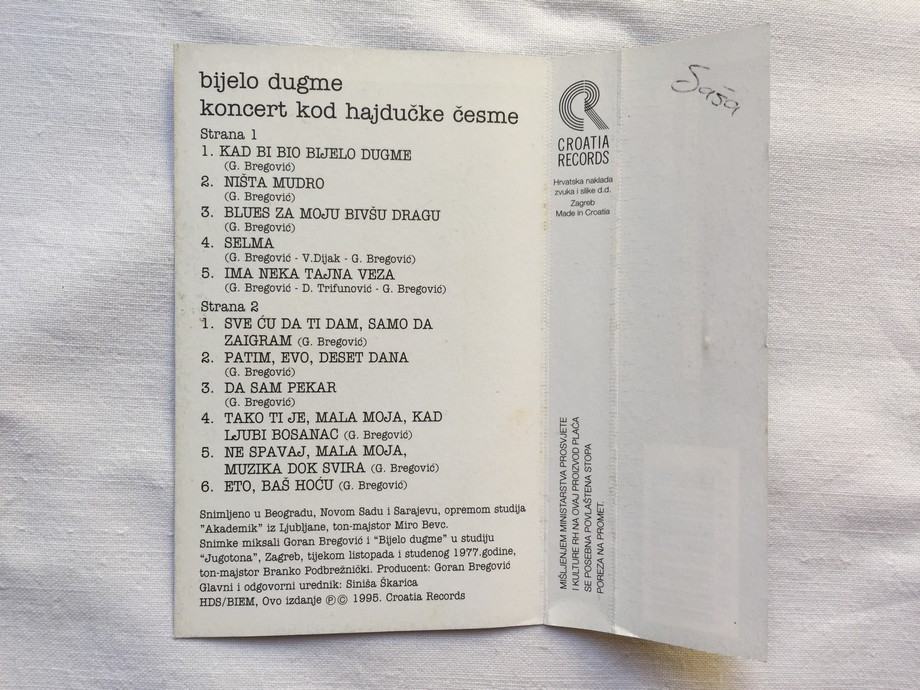 bijelo dugme
koncert kod hajdučke česme
Strana 1
1. KAD BI BIO BIJELO DUGME
(G. Bregović)
2. NIŠTA MUDRO
(G. Bregović)
3. BLUES ZA MOJU BIVŠU DRAGU
(G. Bregović)
4. SELMA
(G. Bregović - V.Dijak - G. Bregović)
5. IMA NEKA TAJNA VEZA
(G. Bregović - D. Trifunović - G. Bregović)
Strana 2
1. SVE ĆU DA TI DAM, SAMO DA
ZAIGRAM (G. Bregović)
2. PATIM, EVO, DESET DANA
(G. Bregović)
3. DA SAM PEKAR
(G. Bregović)
4. TAKO TI JE, MALA MOJA, KAD
LJUBI BOSANAC (G. Bregović)
5. NE SPAVAJ, MALA MOJA,
MUZIKA DOK SVIRA (G. Bregović)
6. ETO, BAŠ HOĆU (G. Bregović)
Snimljeno u Beogradu, Novom Sadu i Sarajevu, opremom studija
"Akademik" iz Ljubljane, ton-majstor Miro Bevc.
Snimke miksali Goran Bregović i "Bijelo dugme" u studiju
"Jugotona", Zagreb, tijekom listopada i studenog 1977.godine,
ton-majstor Branko Podbrežnički. Producent: Goran Bregović
Glavni i odgovorni urednik: Siniša Škarica
HDS/BIEM, Ovo izdanje ℗© 1995. Croatia Records
CROATIA
RECORDS
Hrvatska naklada
zvuka i slike d.d.
Zagreb
Made in Croatia
MIŠLJENJEM MINISTARSTVA PROSVJETE
I KULTURE RH NA OVAJ PROIZVOD PLAĆA
SE POSEBNA POVLAŠTENA STOPA
POREZA NA PROMET.
Saša